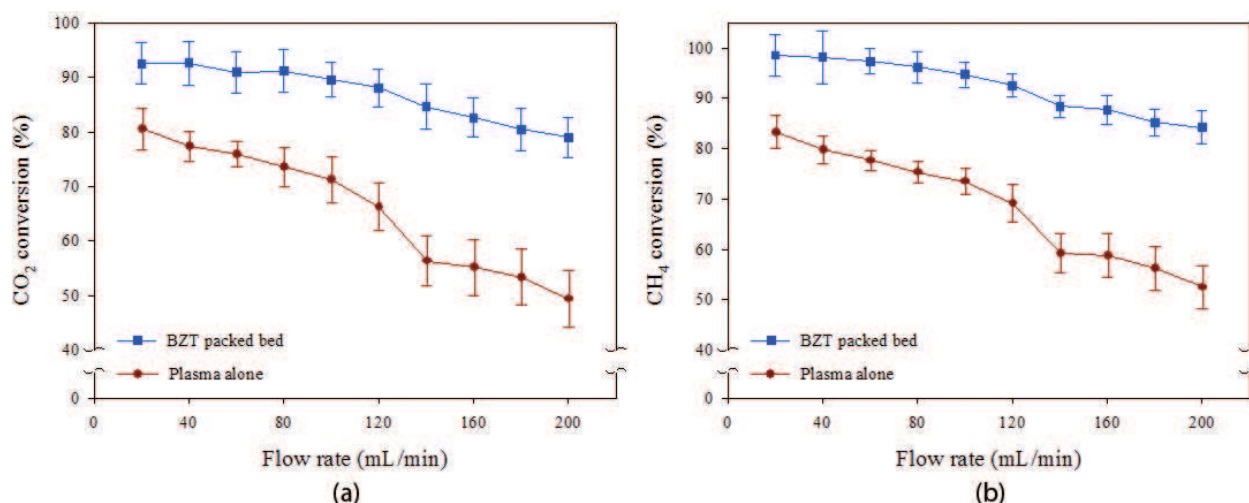 100
90
80
70
60
50
40
0
CO2 conversion (%)
BZT packed bed
Plasma alone
0 40 80 120 160 200
Flow rate (mL/min)
(a)
100
90
80
70
60
50
40
0
CH4 conversion (%)
BZT packed bed
Plasma alone
0 40 80 120 160 200
Flow rate (mL/min)
(b)